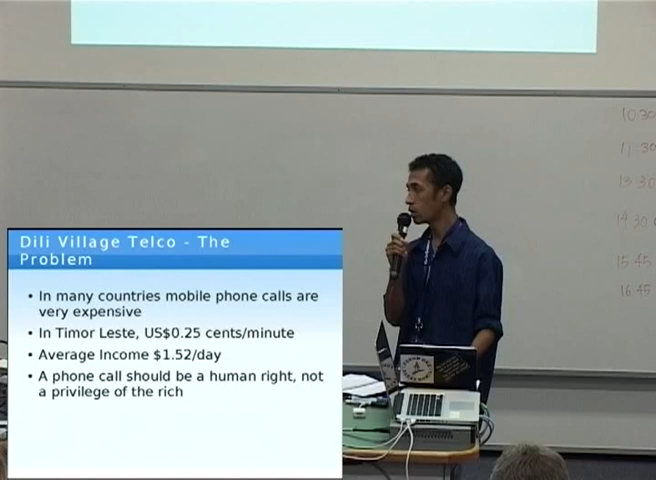 Dili Village Telco - The
Problem
• In many countries mobile phone calls are
very expensive
• In Timor Leste, US$0.25 cents/minute
• Average Income $1.52/day
• A phone call should be a human right, not
a privilege of the rich
10:30
11:30
13:30
14:30
15:45
16:45